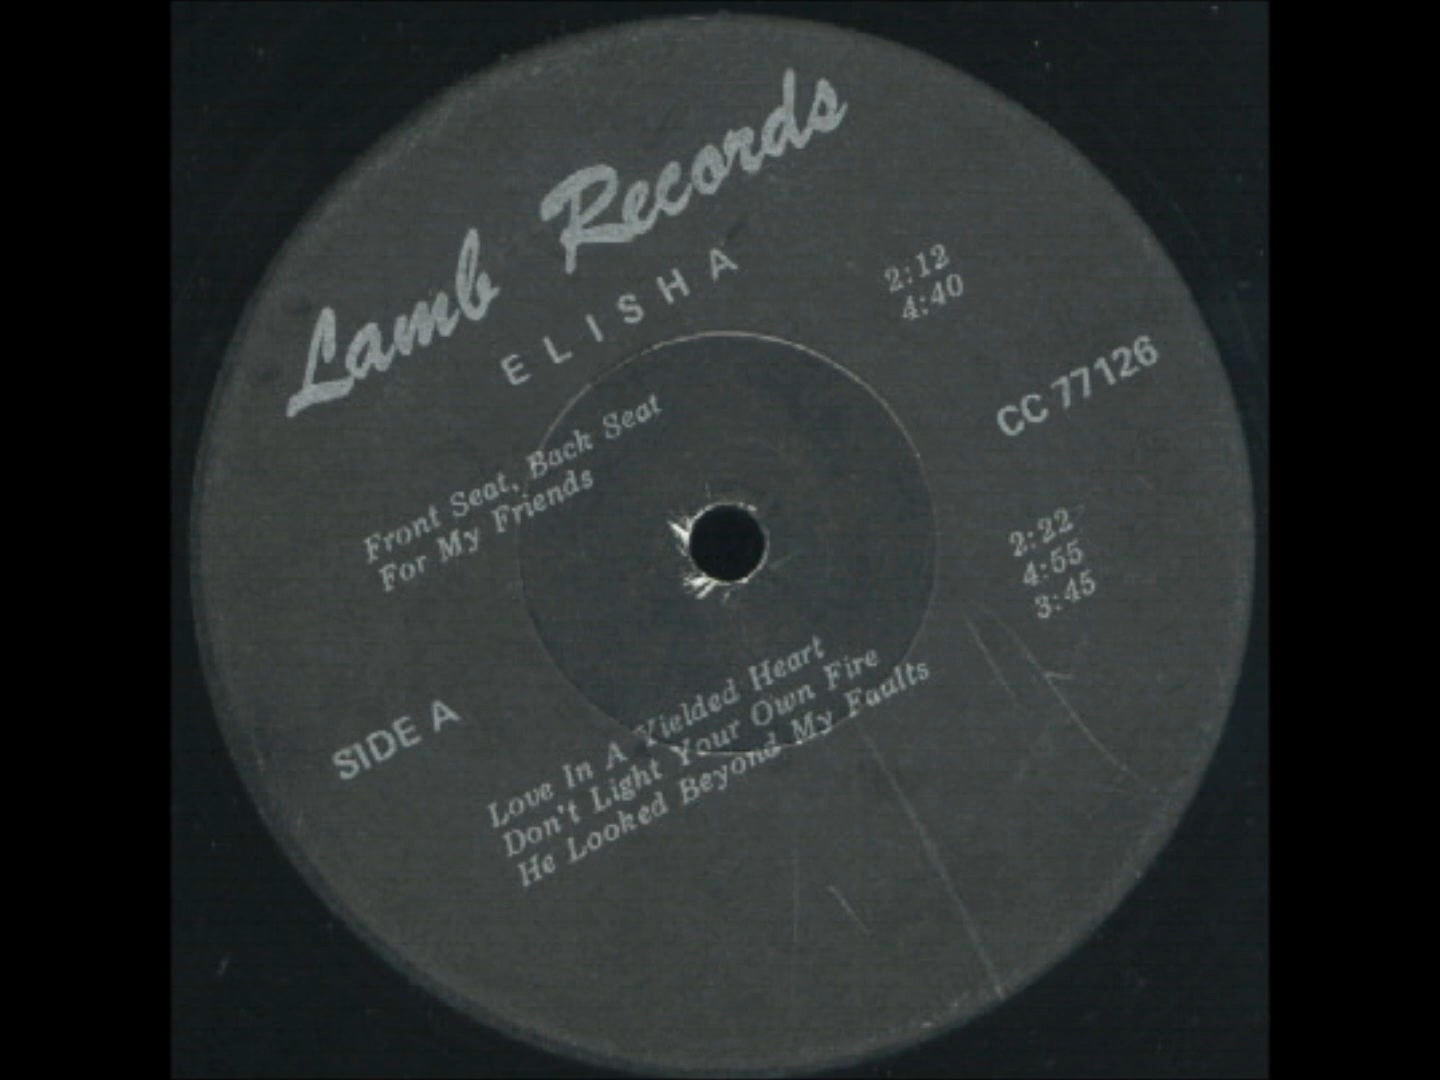 Lamb Records
ELISHA
Front Seat, Back Seat 2:12
For My Friends 4:40
SIDE A CC 77126
Love In A Yielded Heart 2:22
Don't Light Your Own Fire 4:55
He Looked Beyond My Faults 3:45